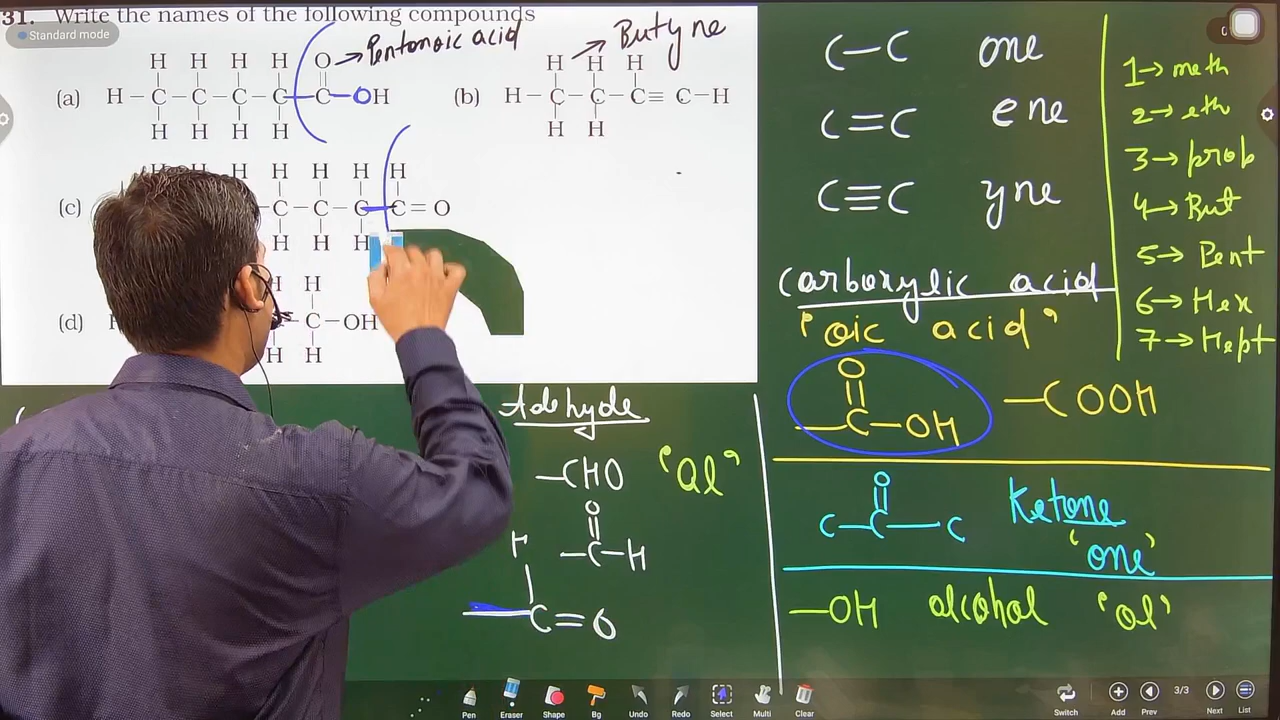 31. Write the names of the following compounds
Standard mode
→ Pentonoic acid
→ Butyne
H H H H O
(a) H – C – C – C – C – C – OH
H H H H
H H H
(b) H – C – C – C ≡ C – H
H H
H H H H H
(c) – C – C – C – C = O
H H H
H H
(d) – C – OH
H H
C – C one
C = C ene
C ≡ C yne
1 → meth
2 → eth
3 → prop
4 → But
5 → Pent
6 → Hex
7 → Hept
Carboxylic acid
'oic acid'
O
– C – OH – COOH
O
C – C – C Ketone
'one'
– OH alcohol 'ol'
Adehyde
– CHO 'al'
O
– C – H
H
C = O
Pen Eraser Shape Bg Undo Redo Select Multi Clear
Switch Add Prev 3/3 Next List